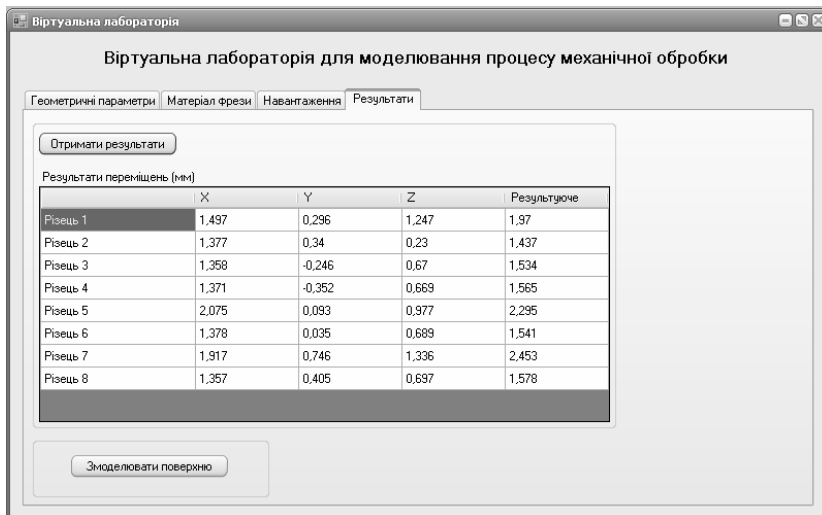 Віртуальна лабораторія
Віртуальна лабораторія для моделювання процесу механічної обробки
Геометричні параметри Матеріал фрези Навантаження Результати
Отримати результати
Результати переміщень (мм)
X Y Z Результуюче
Різець 1 1,497 0,296 1,247 1,97
Різець 2 1,377 0,34 0,23 1,437
Різець 3 1,358 -0,246 0,67 1,534
Різець 4 1,371 -0,352 0,669 1,565
Різець 5 2,075 0,093 0,977 2,295
Різець 6 1,378 0,035 0,689 1,541
Різець 7 1,917 0,746 1,336 2,453
Різець 8 1,357 0,405 0,697 1,578
Змоделювати поверхню